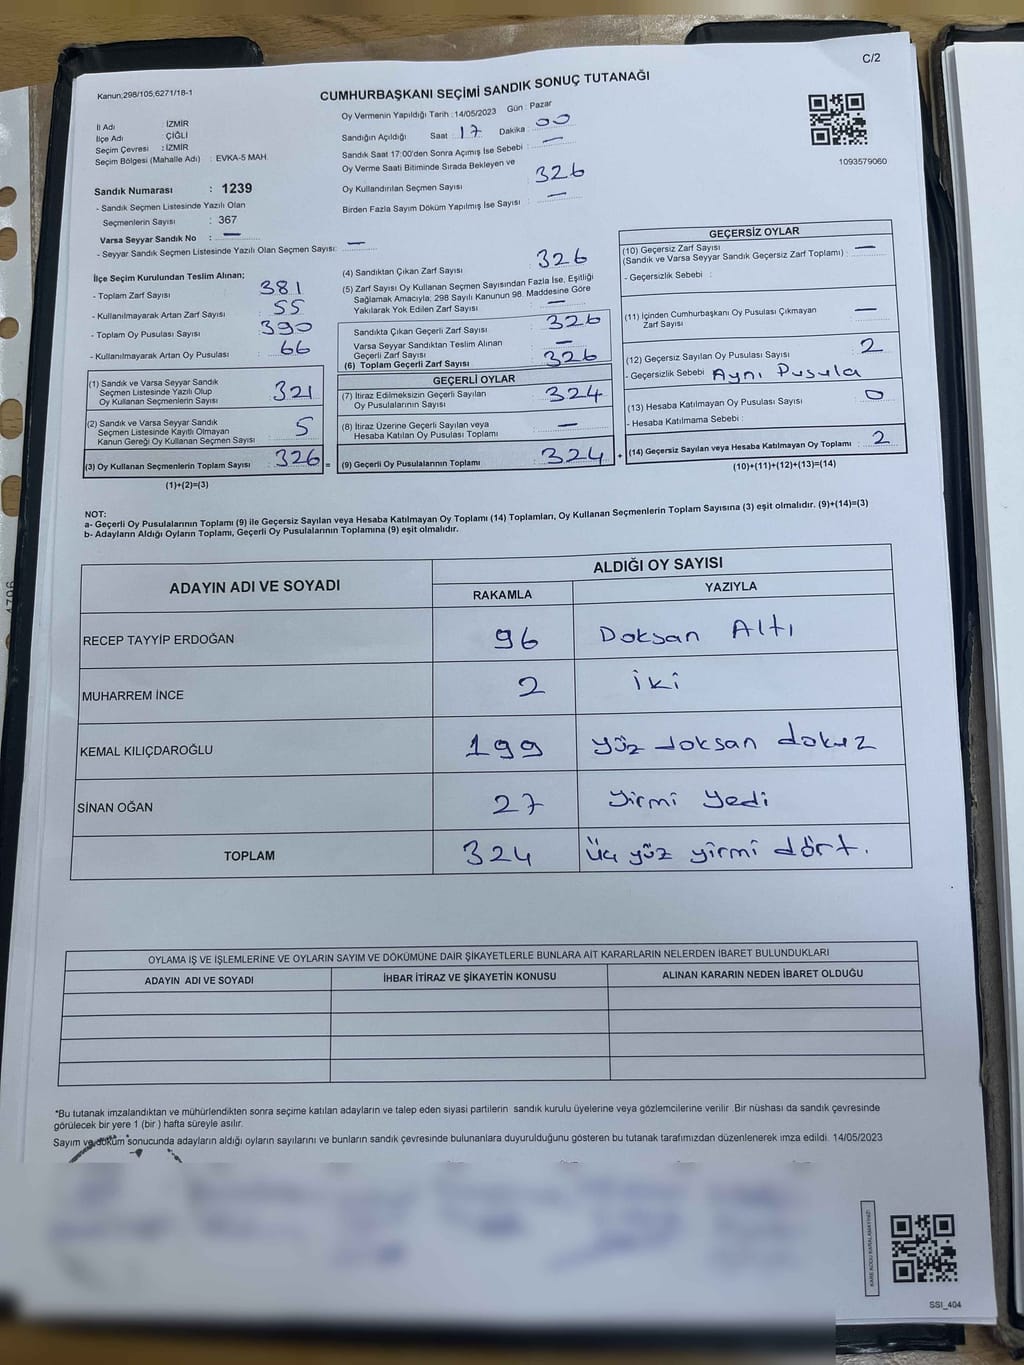 C/2
Kanun;298/105,6271/18-1
CUMHURBAŞKANI SEÇİMİ SANDIK SONUÇ TUTANAĞI
İl Adı : İZMİR
İlçe Adı : ÇİĞLİ
Seçim Çevresi : İZMİR
Seçim Bölgesi (Mahalle Adı) : EVKA-5 MAH.
Sandık Numarası : 1239
- Sandık Seçmen Listesinde Yazılı Olan
Seçmenlerin Sayısı : 367
Varsa Seyyar Sandık No : —
- Seyyar Sandık Seçmen Listesinde Yazılı Olan Seçmen Sayısı: —
Oy Vermenin Yapıldığı Tarih : 14/05/2023 Gün : Pazar
Sandığın Açıldığı Saat : 17 Dakika : 00
Sandık Saat 17:00'den Sonra Açılmış İse Sebebi : —
Oy Verme Saati Bitiminde Sırada Bekleyen ve
Oy Kullandırılan Seçmen Sayısı : 326
Birden Fazla Sayım Döküm Yapılmış İse Sayısı : —
1093579060
İlçe Seçim Kurulundan Teslim Alınan;
- Toplam Zarf Sayısı : 381
- Kullanılmayarak Artan Zarf Sayısı : 55
- Toplam Oy Pusulası Sayısı : 390
- Kullanılmayarak Artan Oy Pusulası : 66
(1) Sandık ve Varsa Seyyar Sandık
Seçmen Listesinde Yazılı Olup
Oy Kullanan Seçmenlerin Sayısı : 321
(2) Sandık ve Varsa Seyyar Sandık
Seçmen Listesinde Kayıtlı Olmayan
Kanun Gereği Oy Kullanan Seçmen Sayısı : 5
(3) Oy Kullanan Seçmenlerin Toplam Sayısı : 326 =
(1)+(2)=(3)
(4) Sandıktan Çıkan Zarf Sayısı : 326
(5) Zarf Sayısı Oy Kullanan Seçmen Sayısından Fazla İse, Eşitliği
Sağlamak Amacıyla; 298 Sayılı Kanunun 98. Maddesine Göre
Yakılarak Yok Edilen Zarf Sayısı : —
Sandıkta Çıkan Geçerli Zarf Sayısı : 326
Varsa Seyyar Sandıktan Teslim Alınan
Geçerli Zarf Sayısı : —
(6) Toplam Geçerli Zarf Sayısı : 326
GEÇERLİ OYLAR
(7) İtiraz Edilmeksizin Geçerli Sayılan
Oy Pusulalarının Sayısı : 324
(8) İtiraz Üzerine Geçerli Sayılan veya
Hesaba Katılan Oy Pusulası Toplamı : —
(9) Geçerli Oy Pusulalarının Toplamı : 324 +
GEÇERSİZ OYLAR
(10) Geçersiz Zarf Sayısı
(Sandık ve Varsa Seyyar Sandık Geçersiz Zarf Toplamı) : —
- Geçersizlik Sebebi :
(11) İçinden Cumhurbaşkanı Oy Pusulası Çıkmayan
Zarf Sayısı : —
(12) Geçersiz Sayılan Oy Pusulası Sayısı : 2
- Geçersizlik Sebebi : Aynı Pusula
(13) Hesaba Katılmayan Oy Pusulası Sayısı : 0
- Hesaba Katılmama Sebebi :
(14) Geçersiz Sayılan veya Hesaba Katılmayan Oy Toplamı : 2
(10)+(11)+(12)+(13)=(14)
NOT:
a- Geçerli Oy Pusulalarının Toplamı (9) ile Geçersiz Sayılan veya Hesaba Katılmayan Oy Toplamı (14) Toplamları, Oy Kullanan Seçmenlerin Toplam Sayısına (3) eşit olmalıdır. (9)+(14)=(3)
b- Adayların Aldığı Oyların Toplamı, Geçerli Oy Pusulalarının Toplamına (9) eşit olmalıdır.
ADAYIN ADI VE SOYADI ALDIĞI OY SAYISI
RAKAMLA YAZIYLA
RECEP TAYYİP ERDOĞAN 96 Doksan Altı
MUHARREM İNCE 2 iki
KEMAL KILIÇDAROĞLU 199 yüz doksan dokuz
SİNAN OĞAN 27 Yirmi Yedi
TOPLAM 324 Üç yüz yirmi dört.
OYLAMA İŞ VE İŞLEMLERİNE VE OYLARIN SAYIM VE DÖKÜMÜNE DAİR ŞİKAYETLERLE BUNLARA AİT KARARLARIN NELERDEN İBARET BULUNDUKLARI
ADAYIN ADI VE SOYADI İHBAR İTİRAZ VE ŞİKAYETİN KONUSU ALINAN KARARIN NEDEN İBARET OLDUĞU
*Bu tutanak imzalandıktan ve mühürlendikten sonra seçime katılan adayların ve talep eden siyasi partilerin sandık kurulu üyelerine veya gözlemcilerine verilir .Bir nüshası da sandık çevresinde
görülecek bir yere 1 (bir ) hafta süreyle asılır.
Sayım ve döküm sonucunda adayların aldığı oyların sayılarını ve bunların sandık çevresinde bulunanlara duyurulduğunu gösteren bu tutanak tarafımızdan düzenlenerek imza edildi. 14/05/2023
SSI_404